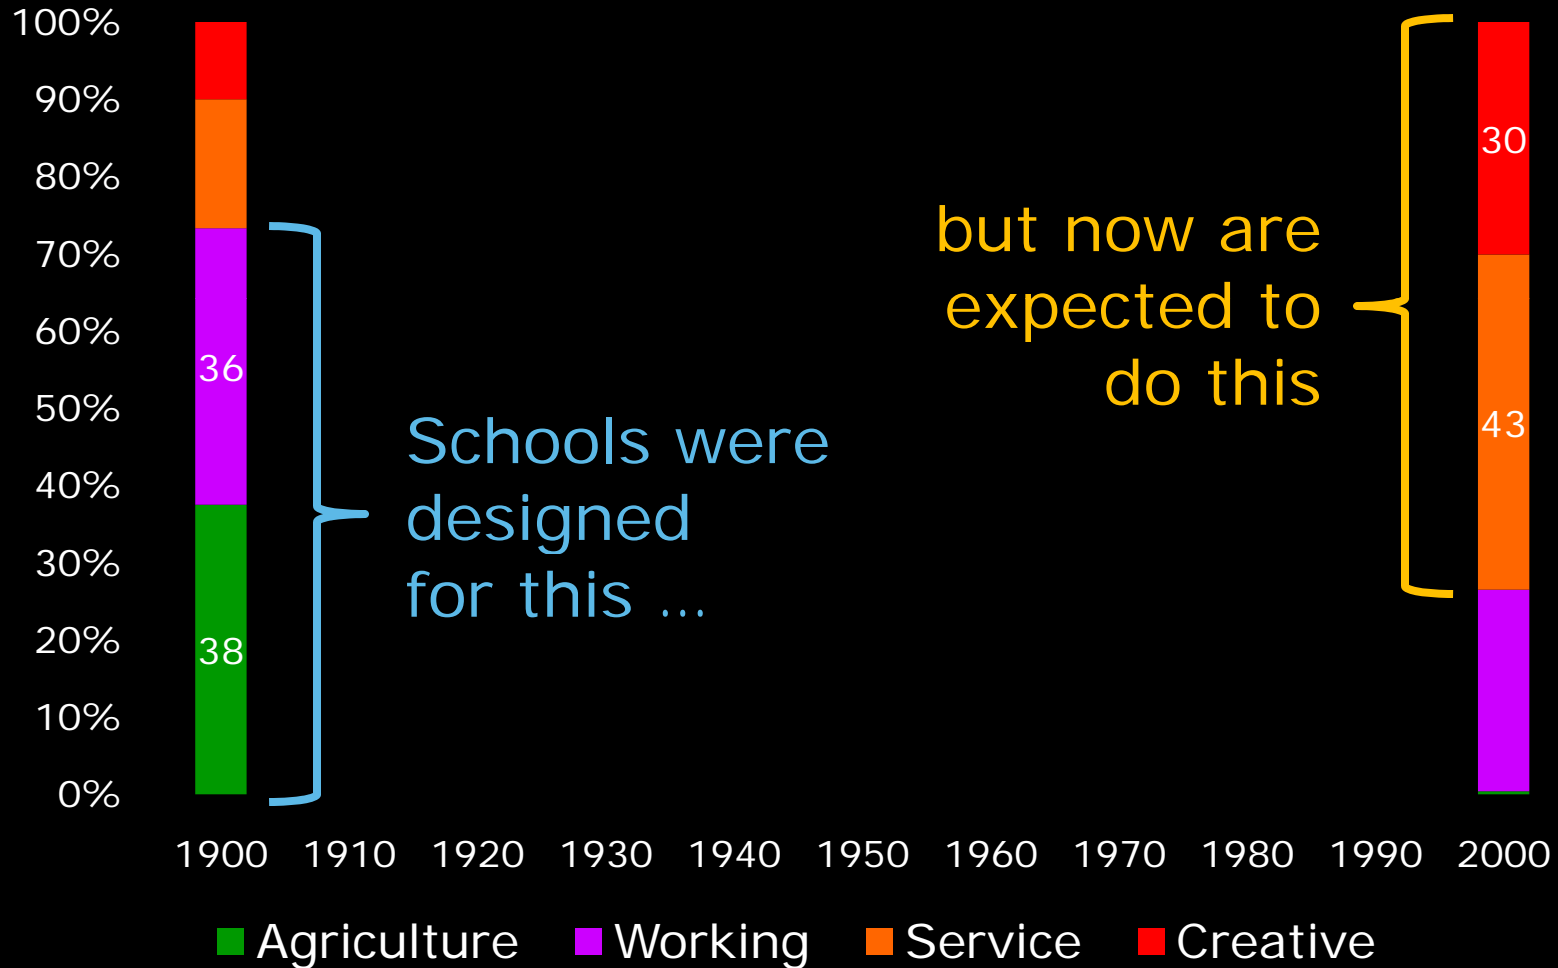 100%
90%
80%
70%
60%
50%
40%
30%
20%
10%
0%
36
38
Schools were
designed
for this ...
but now are
expected to
do this
30
43
1900 1910 1920 1930 1940 1950 1960 1970 1980 1990 2000
Agriculture Working Service Creative